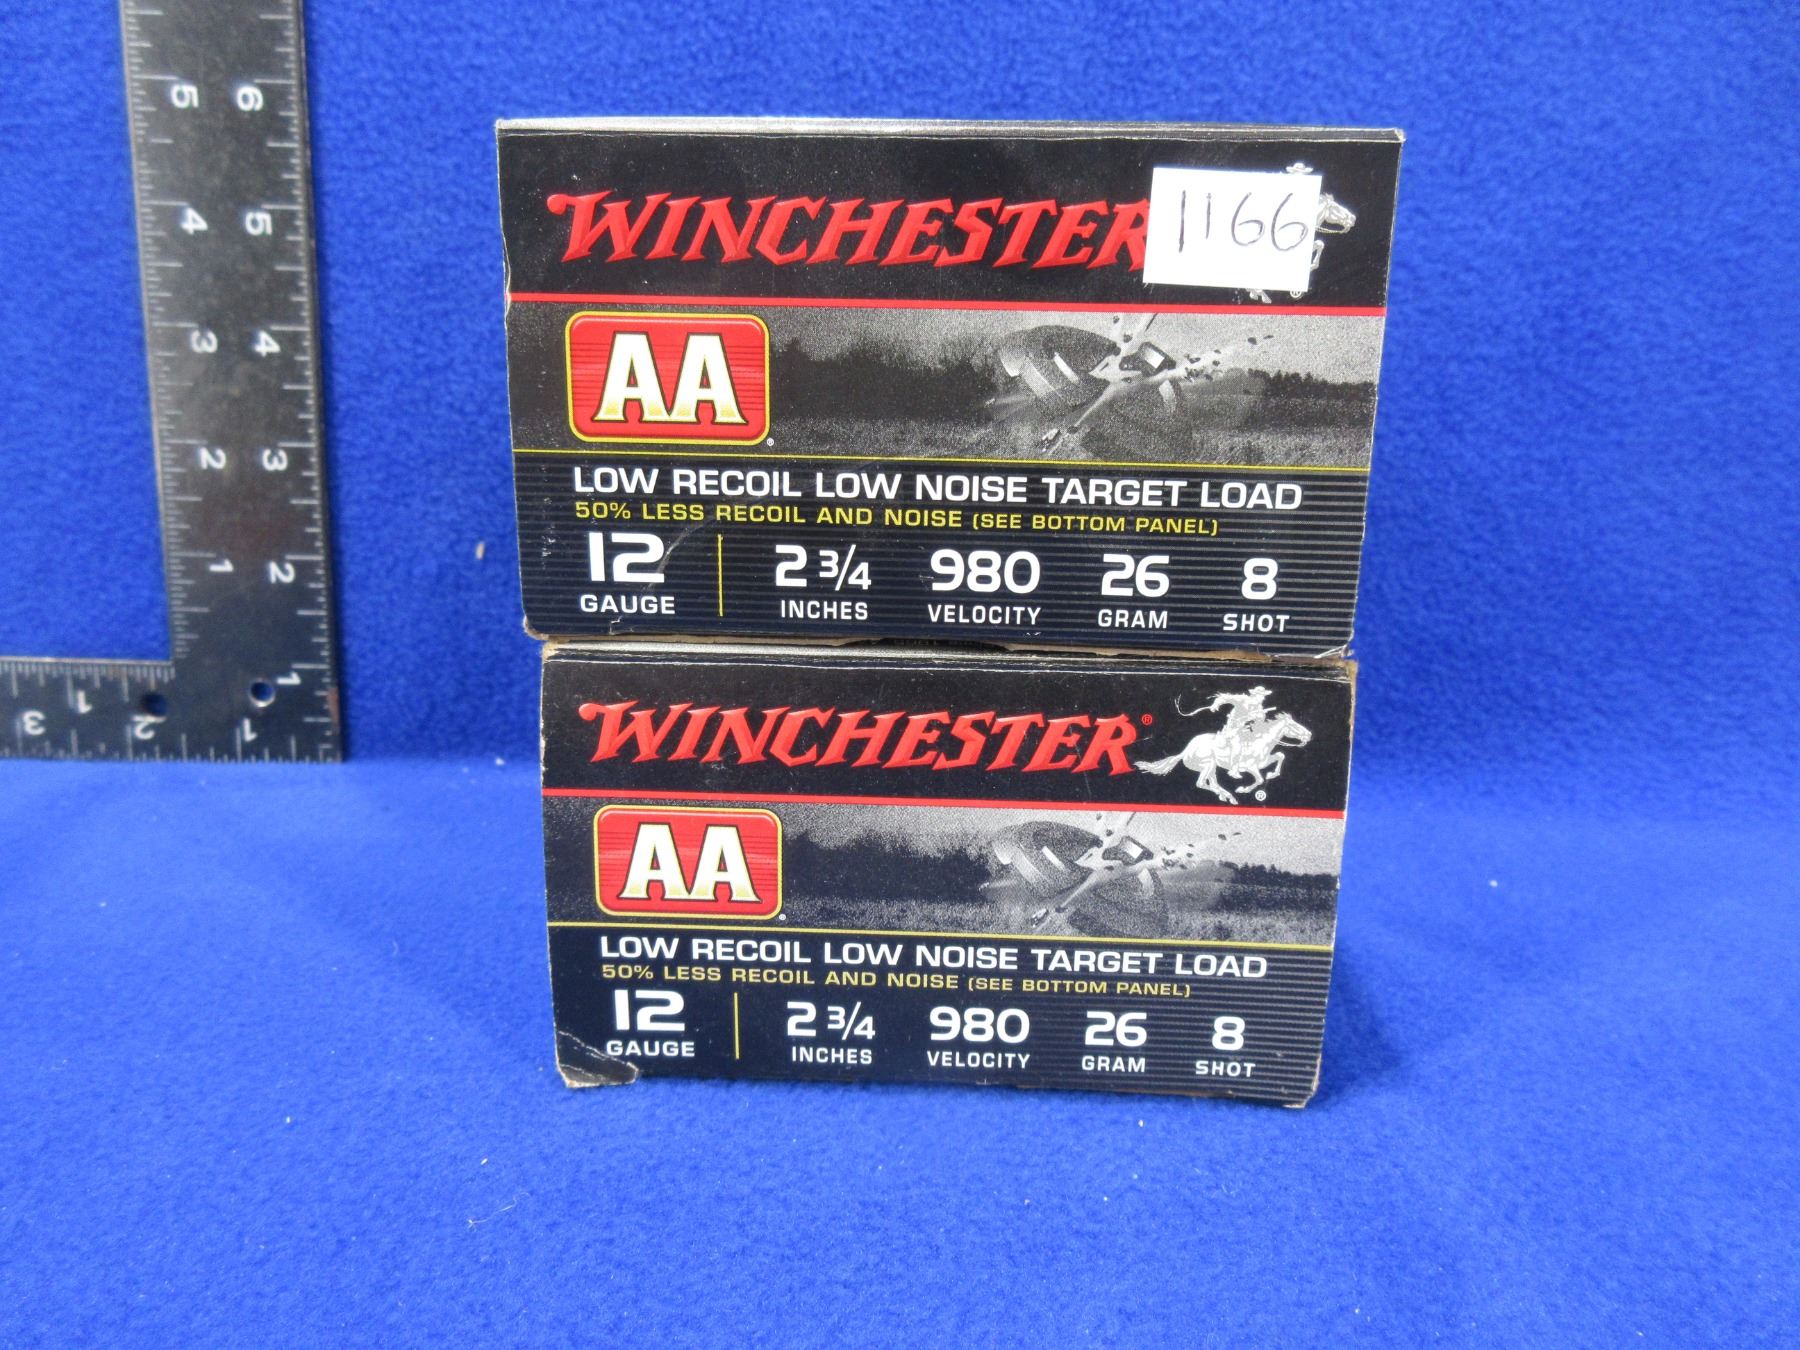 5 6
4 5
3 4
2 3
1 2
1
3 1 2 1
WINCHESTER
1166
®
AA®
LOW RECOIL LOW NOISE TARGET LOAD
50% LESS RECOIL AND NOISE (SEE BOTTOM PANEL)
12 2 3/4 980 26 8
GAUGE INCHES VELOCITY GRAM SHOT
WINCHESTER®
®
AA®
LOW RECOIL LOW NOISE TARGET LOAD
50% LESS RECOIL AND NOISE (SEE BOTTOM PANEL)
12 2 3/4 980 26 8
GAUGE INCHES VELOCITY GRAM SHOT